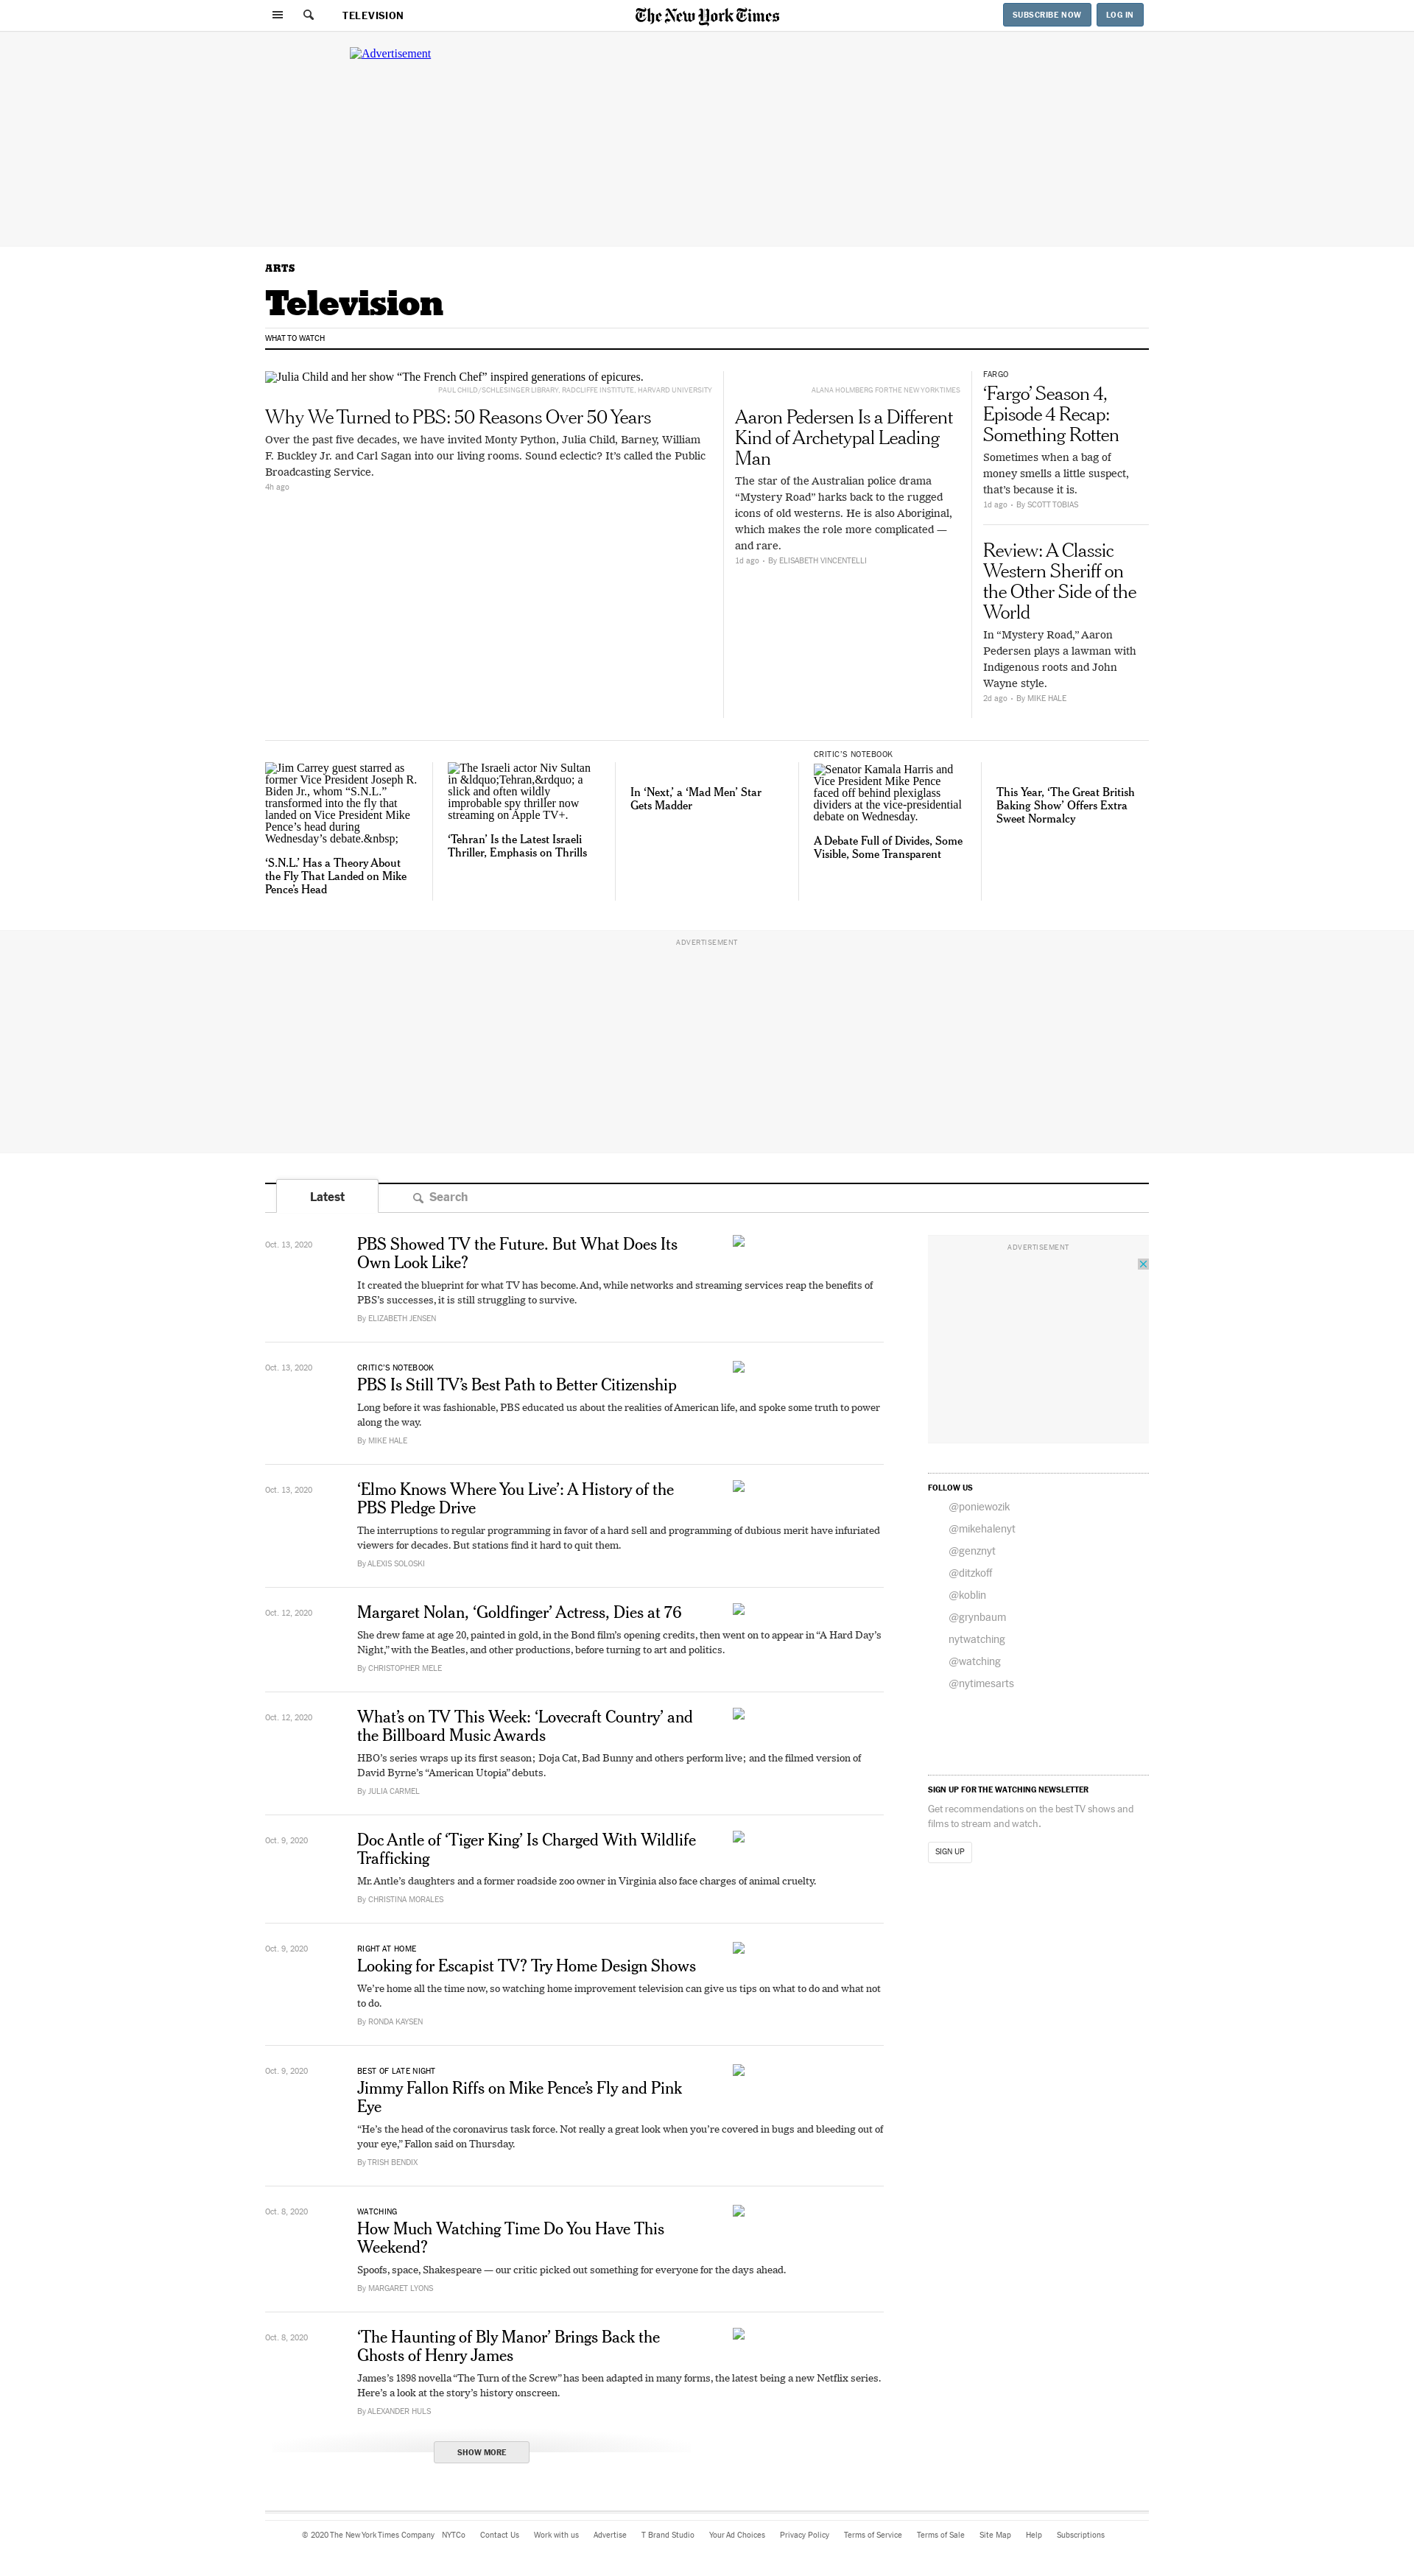 TELEVISION
The New York Times
SUBSCRIBE NOW
LOG IN
Advertisement
ARTS
Television
WHAT TO WATCH
Julia Child and her show “The French Chef” inspired generations of epicures.
PAUL CHILD/SCHLESINGER LIBRARY, RADCLIFFE INSTITUTE, HARVARD UNIVERSITY
Why We Turned to PBS: 50 Reasons Over 50 Years
Over the past five decades, we have invited Monty Python, Julia Child, Barney, William
F. Buckley Jr. and Carl Sagan into our living rooms. Sound eclectic? It’s called the Public
Broadcasting Service.
4h ago
ALANA HOLMBERG FOR THE NEW YORK TIMES
Aaron Pedersen Is a Different
Kind of Archetypal Leading
Man
The star of the Australian police drama
“Mystery Road” harks back to the rugged
icons of old westerns. He is also Aboriginal,
which makes the role more complicated —
and rare.
1d ago • By ELISABETH VINCENTELLI
FARGO
‘Fargo’ Season 4,
Episode 4 Recap:
Something Rotten
Sometimes when a bag of
money smells a little suspect,
that’s because it is.
1d ago • By SCOTT TOBIAS
Review: A Classic
Western Sheriff on
the Other Side of the
World
In “Mystery Road,” Aaron
Pedersen plays a lawman with
Indigenous roots and John
Wayne style.
2d ago • By MIKE HALE
Jim Carrey guest starred as
former Vice President Joseph R.
Biden Jr., whom “S.N.L.”
transformed into the fly that
landed on Vice President Mike
Pence’s head during
Wednesday’s debate.&nbsp;
‘S.N.L.’ Has a Theory About
the Fly That Landed on Mike
Pence’s Head
The Israeli actor Niv Sultan
in &ldquo;Tehran,&rdquo; a
slick and often wildly
improbable spy thriller now
streaming on Apple TV+.
‘Tehran’ Is the Latest Israeli
Thriller, Emphasis on Thrills
In ‘Next,’ a ‘Mad Men’ Star
Gets Madder
CRITIC’S NOTEBOOK
Senator Kamala Harris and
Vice President Mike Pence
faced off behind plexiglass
dividers at the vice-presidential
debate on Wednesday.
A Debate Full of Divides, Some
Visible, Some Transparent
This Year, ‘The Great British
Baking Show’ Offers Extra
Sweet Normalcy
ADVERTISEMENT
Latest
Search
Oct. 13, 2020
PBS Showed TV the Future. But What Does Its
Own Look Like?
It created the blueprint for what TV has become. And, while networks and streaming services reap the benefits of
PBS’s successes, it is still struggling to survive.
By ELIZABETH JENSEN
Oct. 13, 2020
CRITIC’S NOTEBOOK
PBS Is Still TV’s Best Path to Better Citizenship
Long before it was fashionable, PBS educated us about the realities of American life, and spoke some truth to power
along the way.
By MIKE HALE
Oct. 13, 2020
‘Elmo Knows Where You Live’: A History of the
PBS Pledge Drive
The interruptions to regular programming in favor of a hard sell and programming of dubious merit have infuriated
viewers for decades. But stations find it hard to quit them.
By ALEXIS SOLOSKI
Oct. 12, 2020
Margaret Nolan, ‘Goldfinger’ Actress, Dies at 76
She drew fame at age 20, painted in gold, in the Bond film’s opening credits, then went on to appear in “A Hard Day’s
Night,” with the Beatles, and other productions, before turning to art and politics.
By CHRISTOPHER MELE
Oct. 12, 2020
What’s on TV This Week: ‘Lovecraft Country’ and
the Billboard Music Awards
HBO’s series wraps up its first season; Doja Cat, Bad Bunny and others perform live; and the filmed version of
David Byrne’s “American Utopia” debuts.
By JULIA CARMEL
Oct. 9, 2020
Doc Antle of ‘Tiger King’ Is Charged With Wildlife
Trafficking
Mr. Antle’s daughters and a former roadside zoo owner in Virginia also face charges of animal cruelty.
By CHRISTINA MORALES
Oct. 9, 2020
RIGHT AT HOME
Looking for Escapist TV? Try Home Design Shows
We’re home all the time now, so watching home improvement television can give us tips on what to do and what not
to do.
By RONDA KAYSEN
Oct. 9, 2020
BEST OF LATE NIGHT
Jimmy Fallon Riffs on Mike Pence’s Fly and Pink
Eye
“He’s the head of the coronavirus task force. Not really a great look when you’re covered in bugs and bleeding out of
your eye,” Fallon said on Thursday.
By TRISH BENDIX
Oct. 8, 2020
WATCHING
How Much Watching Time Do You Have This
Weekend?
Spoofs, space, Shakespeare — our critic picked out something for everyone for the days ahead.
By MARGARET LYONS
Oct. 8, 2020
‘The Haunting of Bly Manor’ Brings Back the
Ghosts of Henry James
James’s 1898 novella “The Turn of the Screw” has been adapted in many forms, the latest being a new Netflix series.
Here’s a look at the story’s history onscreen.
By ALEXANDER HULS
SHOW MORE
ADVERTISEMENT
FOLLOW US
@poniewozik
@mikehalenyt
@genznyt
@ditzkoff
@koblin
@grynbaum
nytwatching
@watching
@nytimesarts
SIGN UP FOR THE WATCHING NEWSLETTER
Get recommendations on the best TV shows and
films to stream and watch.
SIGN UP
© 2020 The New York Times Company NYTCo Contact Us Work with us Advertise T Brand Studio Your Ad Choices Privacy Policy Terms of Service Terms of Sale Site Map Help Subscriptions